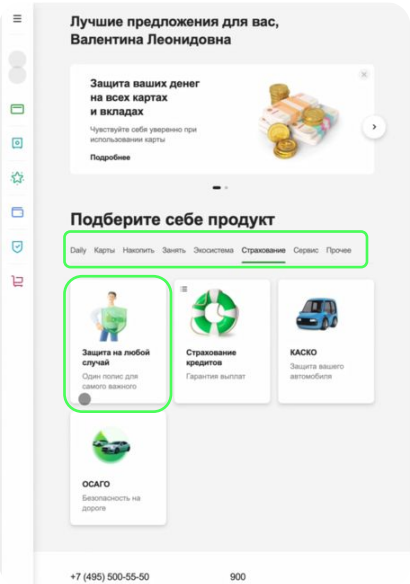 Лучшие предложения для вас,
Валентина Леонидовна
Защита ваших денег
на всех картах
и вкладах
Чувствуйте себя уверенно при
использовании карты
Подробнее
Подберите себе продукт
Daily Карты Накопить Занять Экосистема Страхование Сервис Прочее
Защита на любой
случай
Один полис для
самого важного
Страхование
кредитов
Гарантия выплат
КАСКО
Защита вашего
автомобиля
ОСАГО
Безопасность на
дороге
+7 (495) 500-55-50 900